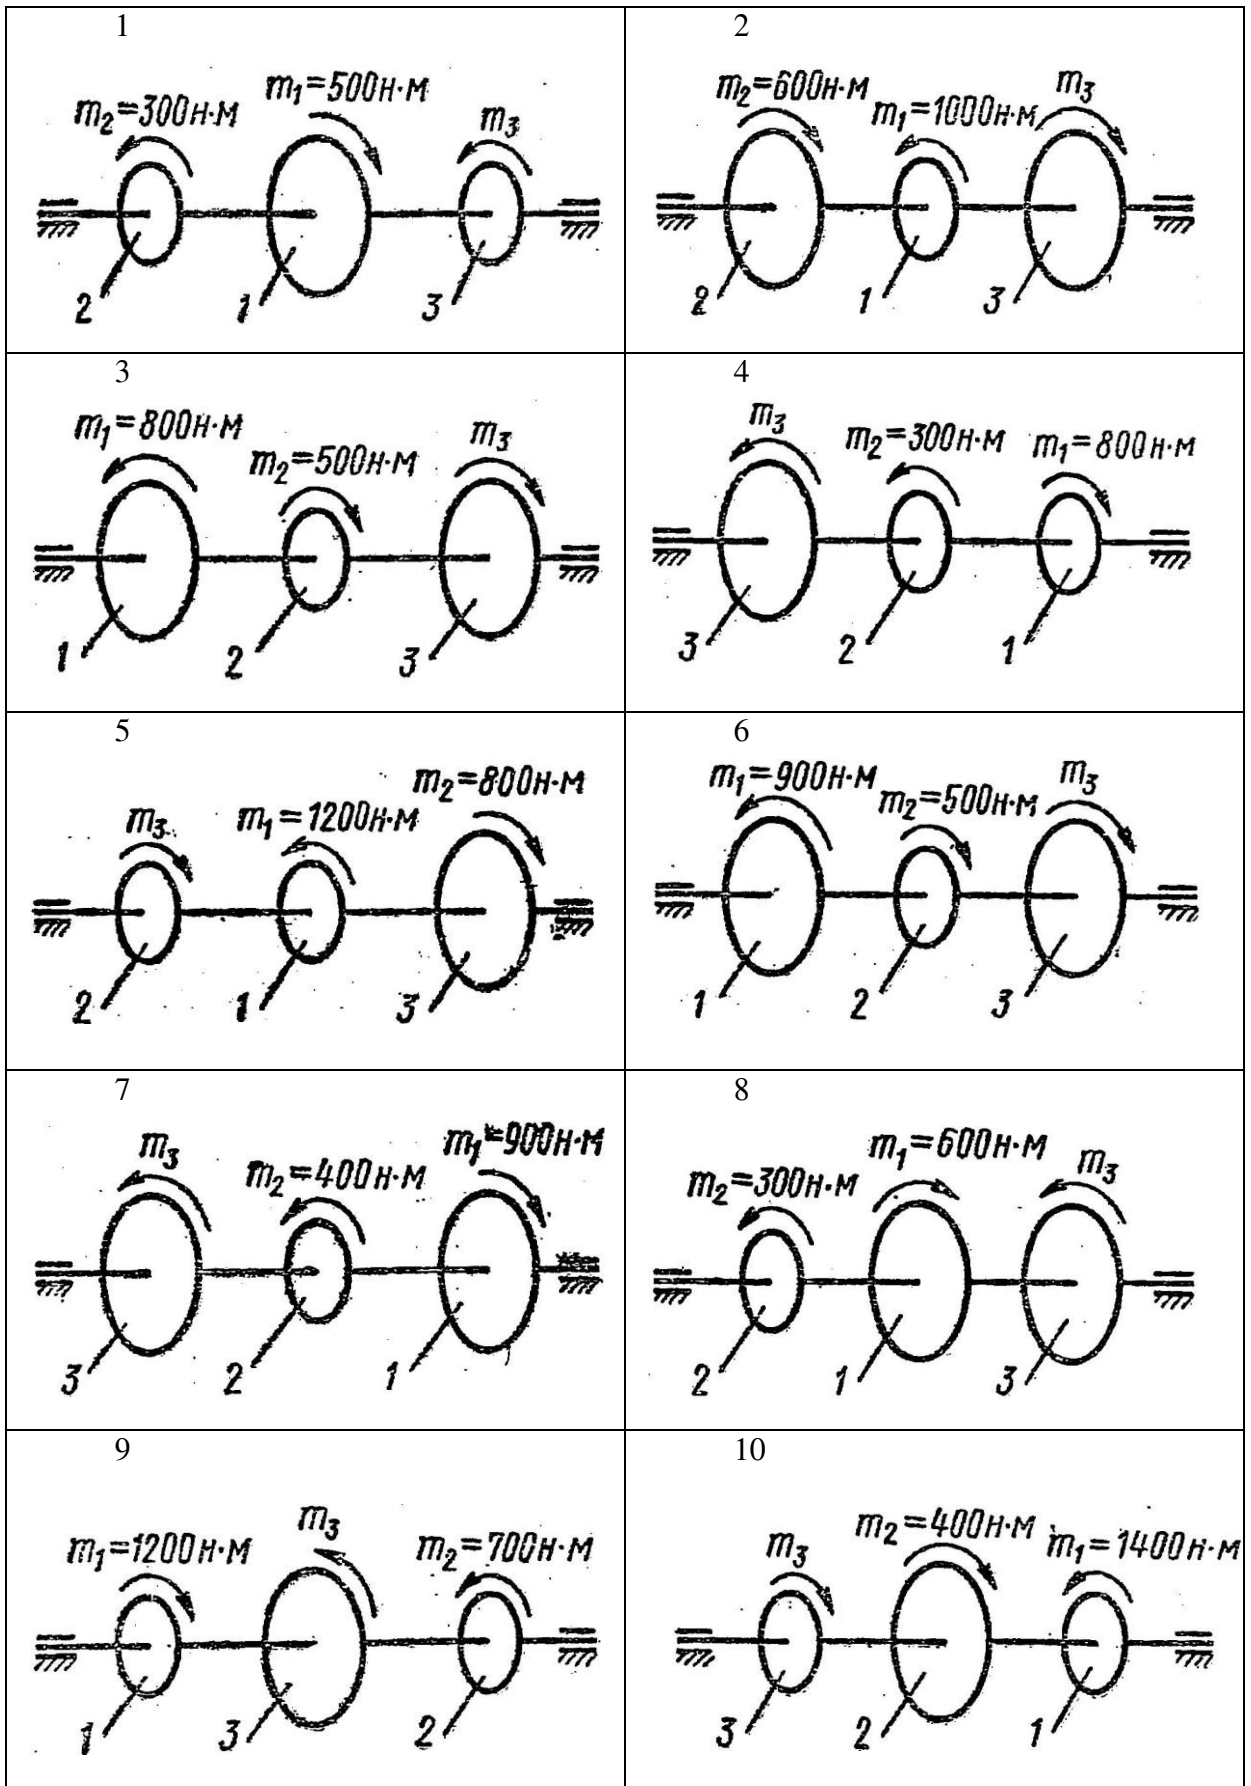 1
m₁=500н·м
m₂=300н·м
m₃
2
1
3
2
m₂=600н·м
m₃
m₁=1000н·м
2
1
3
3
m₁=800н·м
m₃
m₂=500н·м
1
2
3
4
m₃
m₂=300н·м
m₁=800н·м
3
2
1
5
m₂=800н·м
m₃
m₁=1200н·м
2
1
3
6
m₁=900н·м
m₃
m₂=500н·м
1
2
3
7
m₃
m₁=900н·м
m₂=400н·м
3
2
1
8
m₁=600н·м
m₃
m₂=300н·м
2
1
3
9
m₃
m₁=1200н·м
m₂=700н·м
1
3
2
10
m₂=400н·м
m₃
m₁=1400н·м
3
2
1